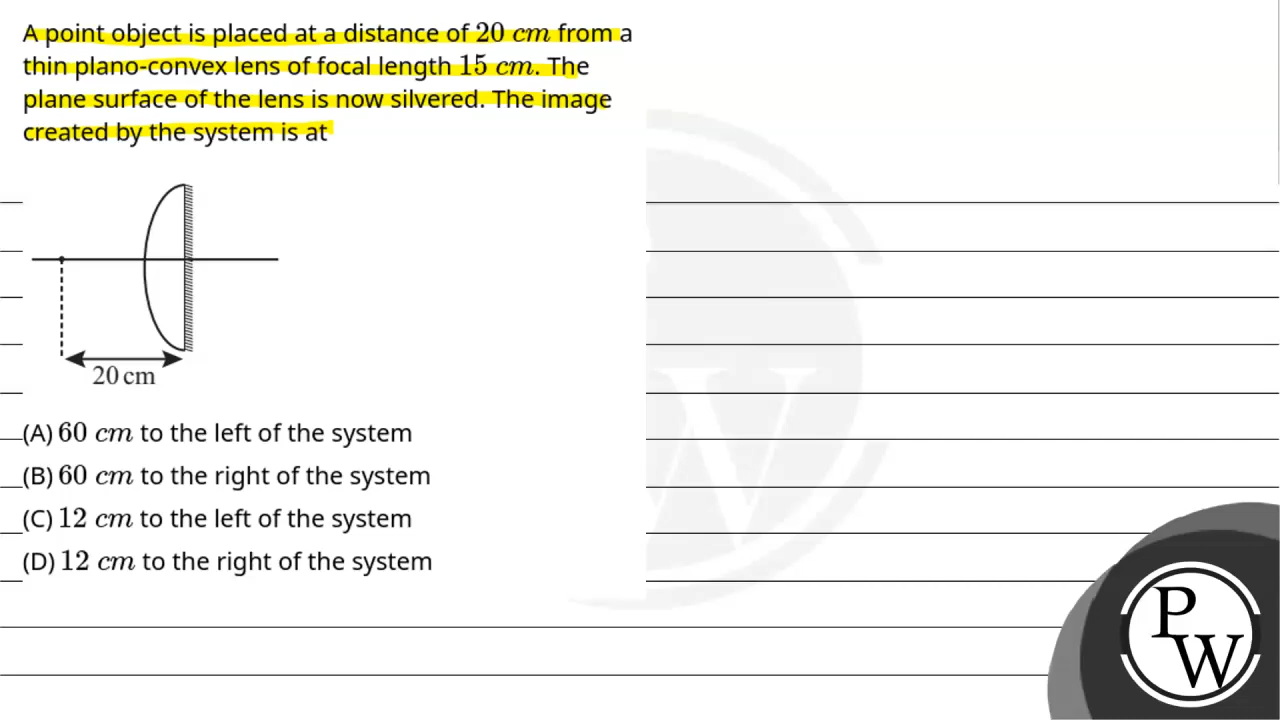 A point object is placed at a distance of 20 cm from a
thin plano-convex lens of focal length 15 cm. The
plane surface of the lens is now silvered. The image
created by the system is at
20 cm
(A) 60 cm to the left of the system
(B) 60 cm to the right of the system
(C) 12 cm to the left of the system
(D) 12 cm to the right of the system
W
P
W